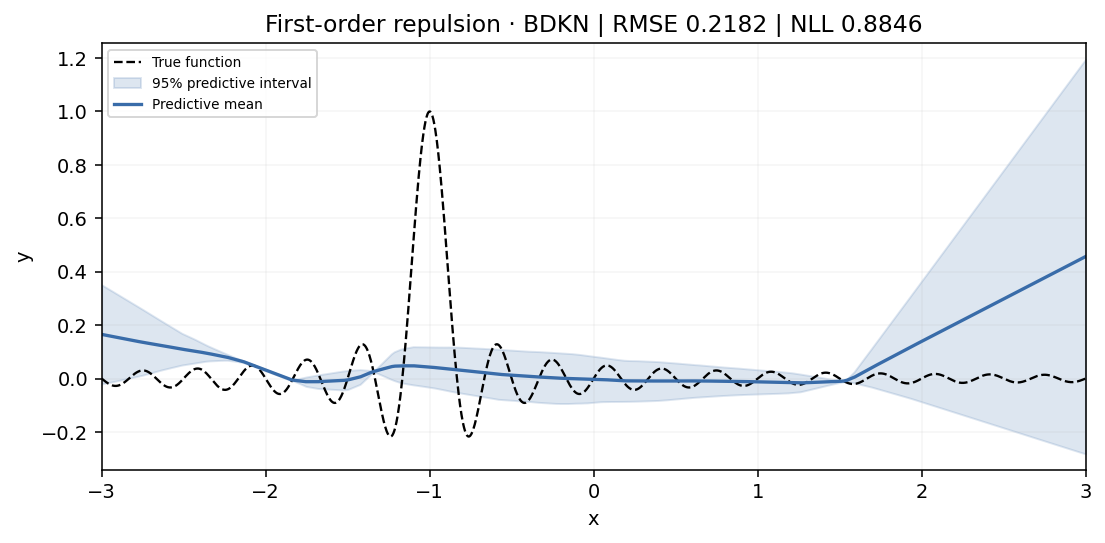 First-order repulsion · BDKN | RMSE 0.2182 | NLL 0.8846
True function
95% predictive interval
Predictive mean
1.2
1.0
0.8
0.6
0.4
0.2
0.0
−0.2
y
−3 −2 −1 0 1 2 3
x